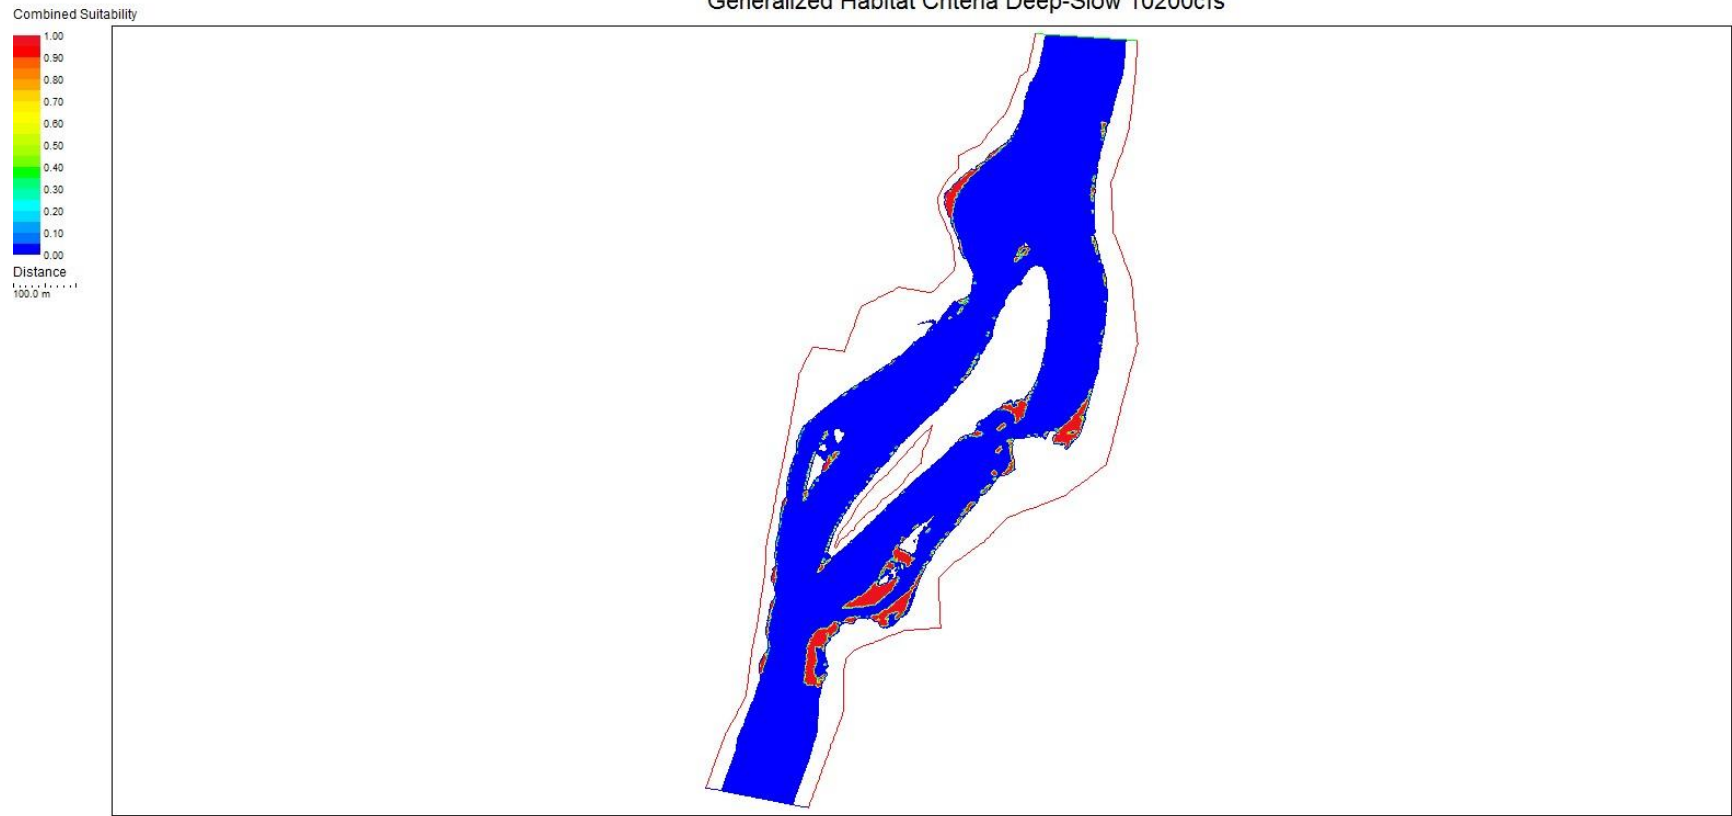 Generalized Habitat Criteria Deep-Slow 10200cfs
Combined Suitability
1.00
0.90
0.80
0.70
0.60
0.50
0.40
0.30
0.20
0.10
0.00
Distance
100.0 m